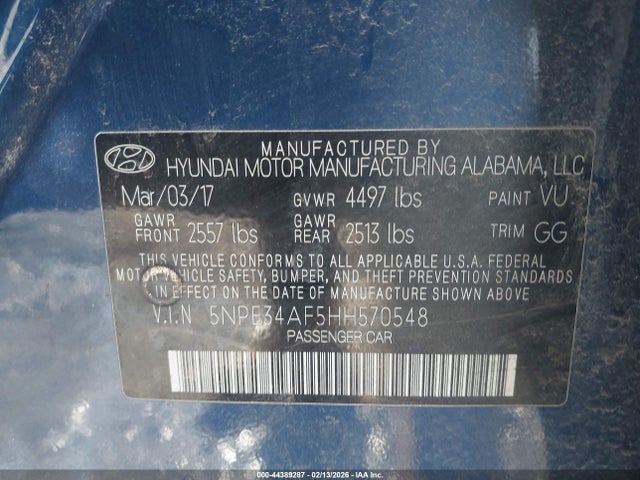 MANUFACTURED BY
HYUNDAI MOTOR MANUFACTURING ALABAMA, LLC
Mar/03/17 GVWR 4497 lbs PAINT VU
GAWR FRONT 2557 lbs GAWR REAR 2513 lbs TRIM GG
THIS VEHICLE CONFORMS TO ALL APPLICABLE U.S.A. FEDERAL
MOTOR VEHICLE SAFETY, BUMPER, AND THEFT PREVENTION STANDARDS
IN EFFECT ON THE DATE OF MANUFACTURE SHOWN ABOVE.
V.I.N 5NPE34AF5HH570548
PASSENGER CAR
000-44389287 - 02/13/2026 - © IAA Inc.